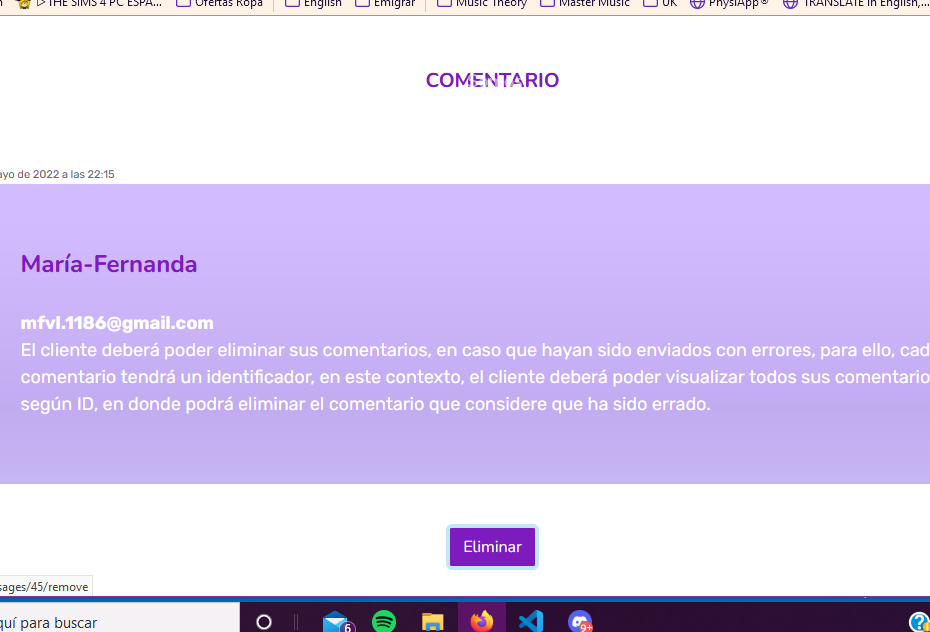 ▷ THE SIMS 4 PC ESPA... Ofertas Ropa English Emigrar Music Theory Master Music UK PhysiApp® TRANSLATE in English,...
COMENTARIO
ayo de 2022 a las 22:15
María-Fernanda
mfvl.1186@gmail.com
El cliente deberá poder eliminar sus comentarios, en caso que hayan sido enviados con errores, para ello, cad
comentario tendrá un identificador, en este contexto, el cliente deberá poder visualizar todos sus comentario
según ID, en donde podrá eliminar el comentario que considere que ha sido errado.
Eliminar
sages/45/remove
quí para buscar
6
9+